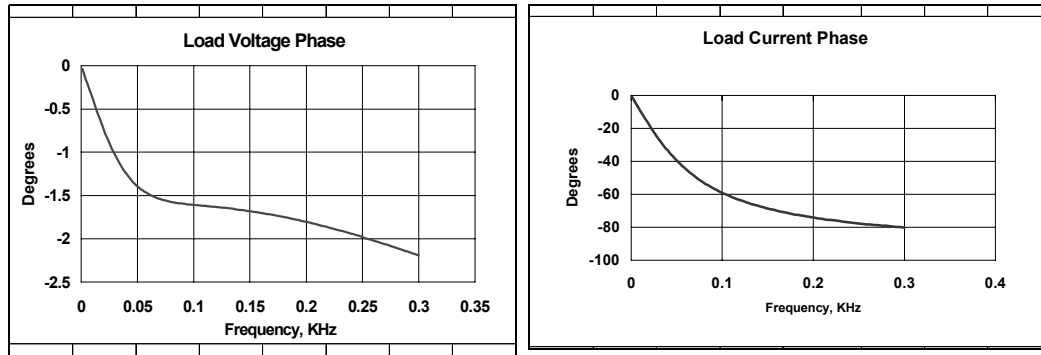 Load Voltage Phase
0
-0.5
-1
-1.5
-2
-2.5
Degrees
0 0.05 0.1 0.15 0.2 0.25 0.3 0.35
Frequency, KHz
Load Current Phase
0
-20
-40
-60
-80
-100
Degrees
0 0.1 0.2 0.3 0.4
Frequency, KHz